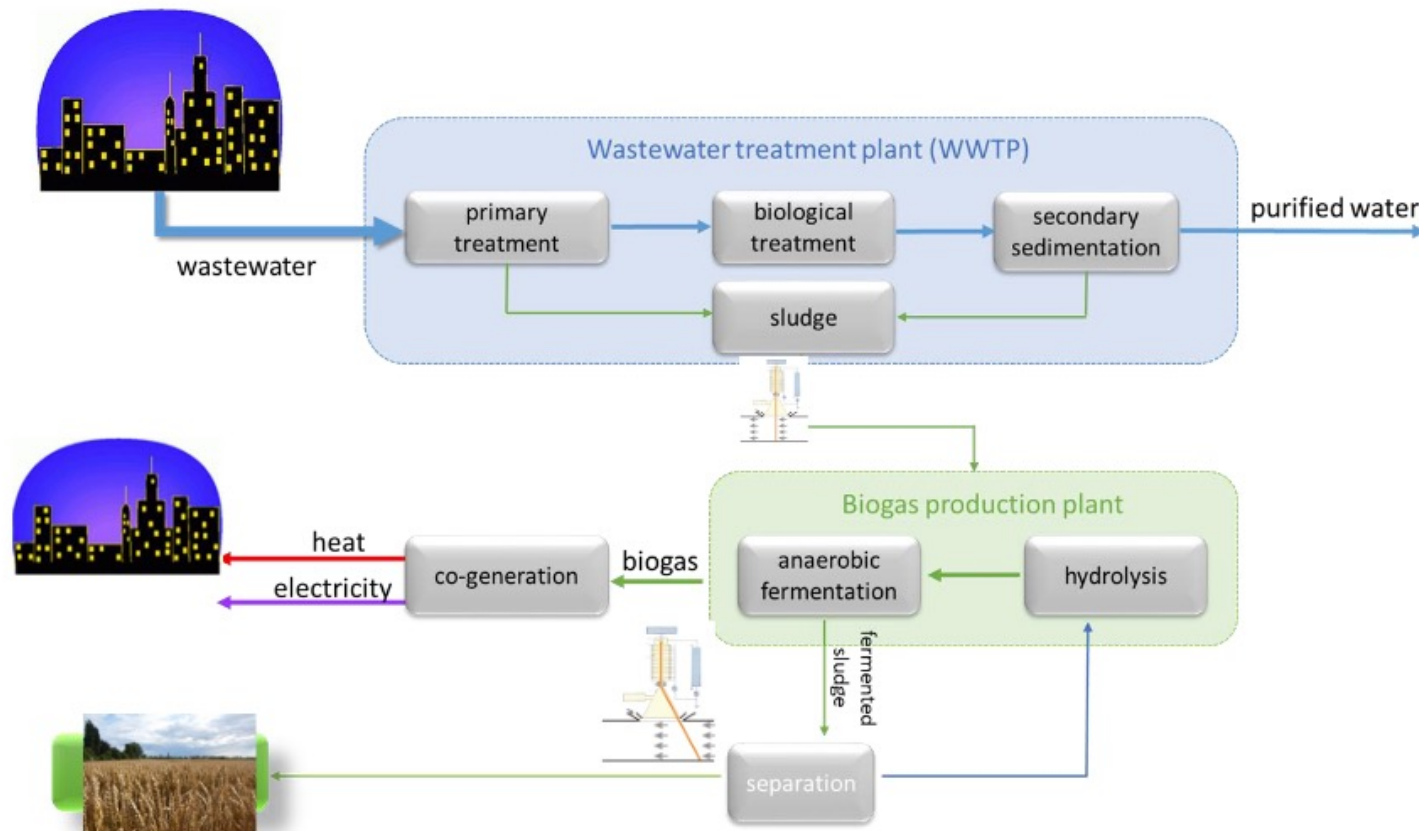 Wastewater treatment plant (WWTP)
primary
treatment
biological
treatment
secondary
sedimentation
purified water
wastewater
sludge
Biogas production plant
heat
electricity
co-generation
biogas
anaerobic
fermentation
hydrolysis
fermented
sludge
separation